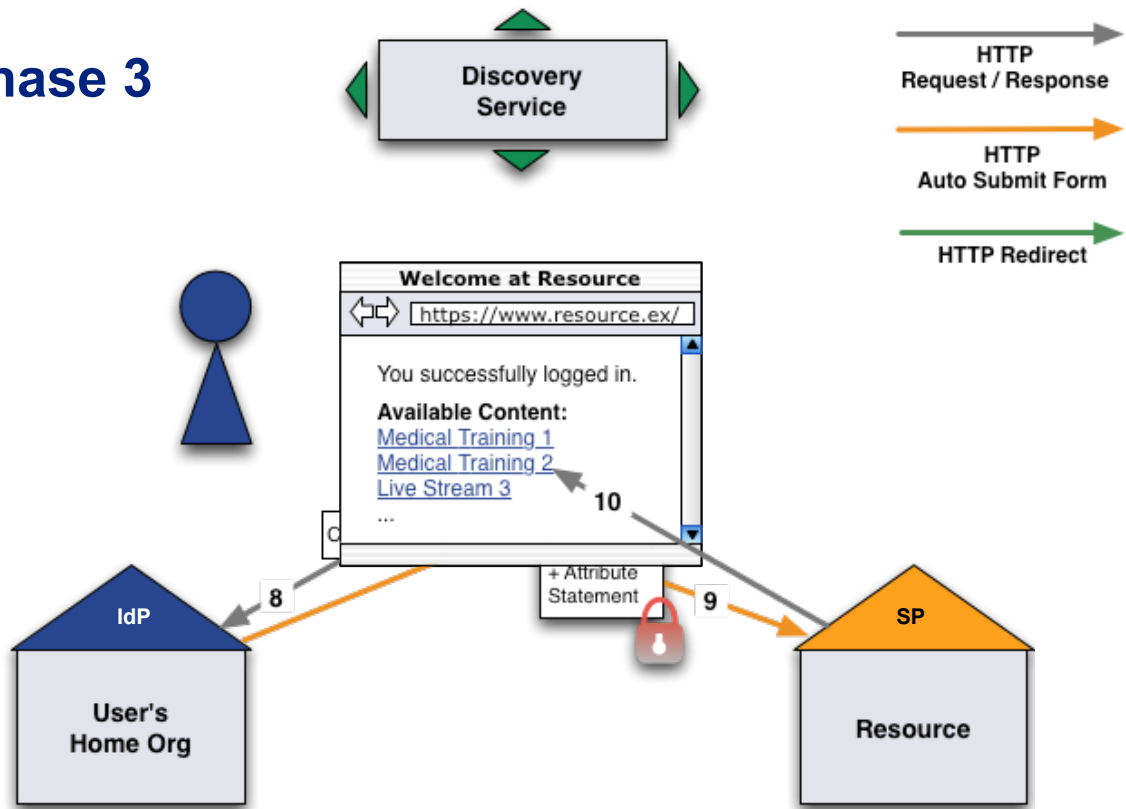 hase 3
Discovery
Service
HTTP
Request / Response
HTTP
Auto Submit Form
HTTP Redirect
Welcome at Resource
https://www.resource.ex/
You successfully logged in.
Available Content:
Medical Training 1
Medical Training 2
Live Stream 3
...
10
C
+ Attribute
Statement
8
9
IdP
SP
User's
Home Org
Resource